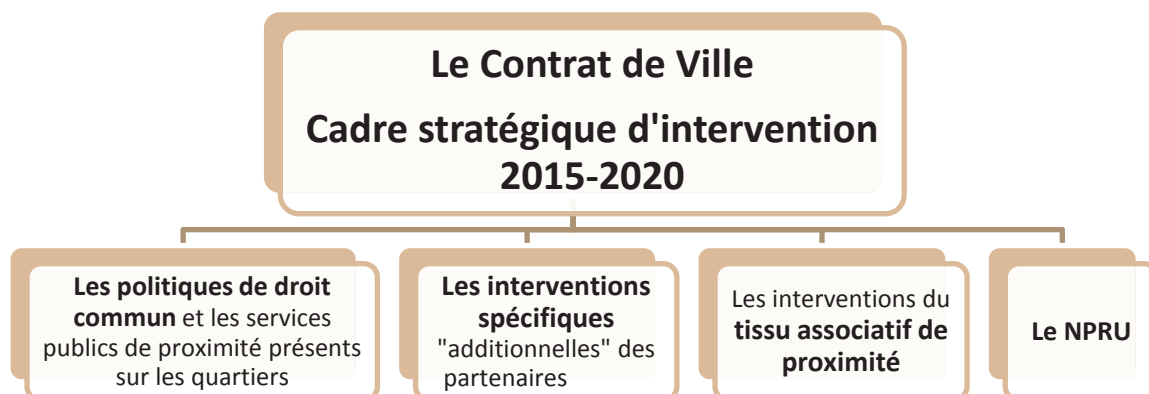 Le Contrat de Ville
Cadre stratégique d'intervention
2015-2020
Les politiques de droit
commun et les services
publics de proximité présents
sur les quartiers
Les interventions
spécifiques
"additionnelles" des
partenaires
Les interventions du
tissu associatif de
proximité
Le NPRU